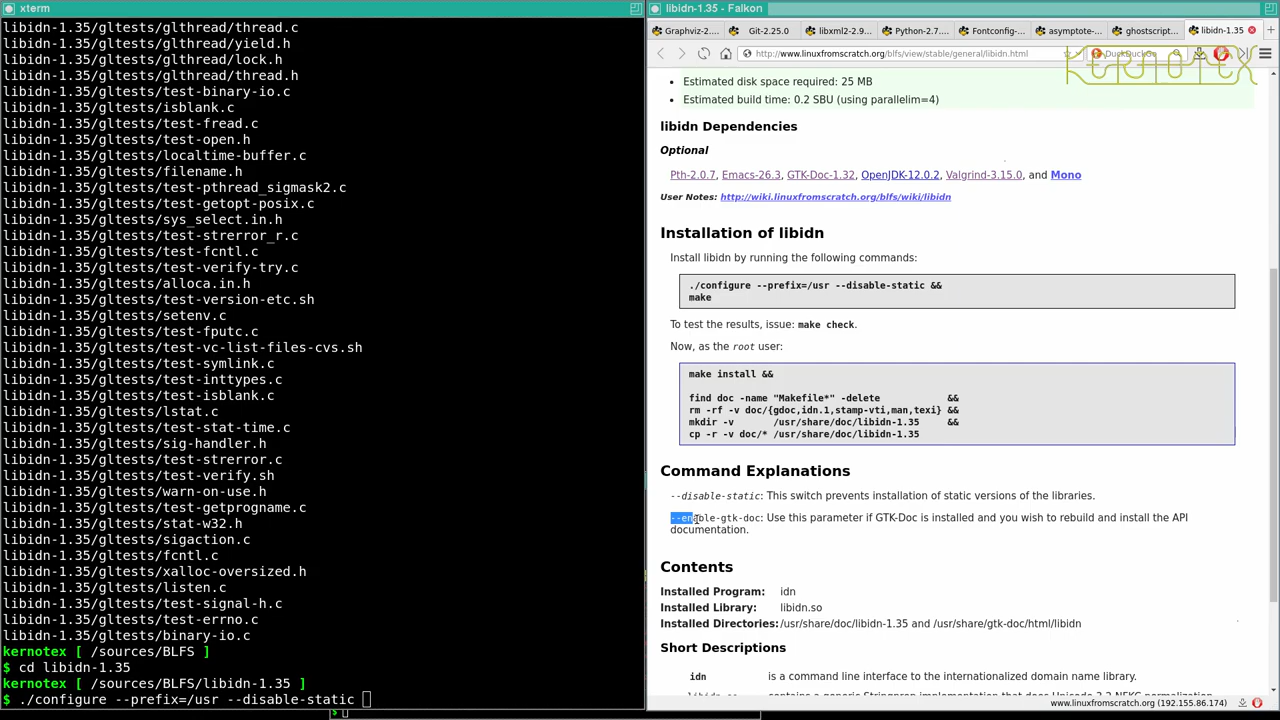 xterm
libidn-1.35/gltests/glthread/thread.c
libidn-1.35/gltests/glthread/yield.h
libidn-1.35/gltests/glthread/lock.h
libidn-1.35/gltests/glthread/thread.h
libidn-1.35/gltests/test-binary-io.c
libidn-1.35/gltests/isblank.c
libidn-1.35/gltests/test-fread.c
libidn-1.35/gltests/test-open.h
libidn-1.35/gltests/localtime-buffer.c
libidn-1.35/gltests/filename.h
libidn-1.35/gltests/test-pthread_sigmask2.c
libidn-1.35/gltests/test-getopt-posix.c
libidn-1.35/gltests/sys_select.in.h
libidn-1.35/gltests/test-strerror_r.c
libidn-1.35/gltests/test-fcntl.c
libidn-1.35/gltests/test-verify-try.c
libidn-1.35/gltests/alloca.in.h
libidn-1.35/gltests/test-version-etc.sh
libidn-1.35/gltests/setenv.c
libidn-1.35/gltests/test-fputc.c
libidn-1.35/gltests/test-vc-list-files-cvs.sh
libidn-1.35/gltests/test-symlink.c
libidn-1.35/gltests/test-inttypes.c
libidn-1.35/gltests/test-isblank.c
libidn-1.35/gltests/lstat.c
libidn-1.35/gltests/test-stat-time.c
libidn-1.35/gltests/sig-handler.h
libidn-1.35/gltests/test-strerror.c
libidn-1.35/gltests/test-verify.sh
libidn-1.35/gltests/warn-on-use.h
libidn-1.35/gltests/test-getprogname.c
libidn-1.35/gltests/stat-w32.h
libidn-1.35/gltests/sigaction.c
libidn-1.35/gltests/fcntl.c
libidn-1.35/gltests/xalloc-oversized.h
libidn-1.35/gltests/listen.c
libidn-1.35/gltests/test-signal-h.c
libidn-1.35/gltests/test-errno.c
libidn-1.35/gltests/binary-io.c
kernotex [ /sources/BLFS ]
$ cd libidn-1.35
kernotex [ /sources/BLFS/libidn-1.35 ]
$ ./configure --prefix=/usr --disable-static
libidn-1.35 - Falkon
Graphviz-2.... Git-2.25.0 libxml2-2.9... Python-2.7.... Fontconfig-... asymptote-... ghostscript... libidn-1.35
http://www.linuxfromscratch.org/blfs/view/stable/general/libidn.html DuckDuckGo
KERNOTEX
Estimated disk space required: 25 MB
Estimated build time: 0.2 SBU (using parallelim=4)
libidn Dependencies
Optional
Pth-2.0.7, Emacs-26.3, GTK-Doc-1.32, OpenJDK-12.0.2, Valgrind-3.15.0, and Mono
User Notes: http://wiki.linuxfromscratch.org/blfs/wiki/libidn
Installation of libidn
Install libidn by running the following commands:
./configure --prefix=/usr --disable-static &&
make
To test the results, issue: make check.
Now, as the root user:
make install &&
find doc -name "Makefile*" -delete &&
rm -rf -v doc/{gdoc,idn.1,stamp-vti,man,texi} &&
mkdir -v /usr/share/doc/libidn-1.35 &&
cp -r -v doc/* /usr/share/doc/libidn-1.35
Command Explanations
--disable-static: This switch prevents installation of static versions of the libraries.
--enable-gtk-doc: Use this parameter if GTK-Doc is installed and you wish to rebuild and install the API
documentation.
Contents
Installed Program: idn
Installed Library: libidn.so
Installed Directories: /usr/share/doc/libidn-1.35 and /usr/share/gtk-doc/html/libidn
Short Descriptions
idn is a command line interface to the internationalized domain name library.
www.linuxfromscratch.org (192.155.86.174)